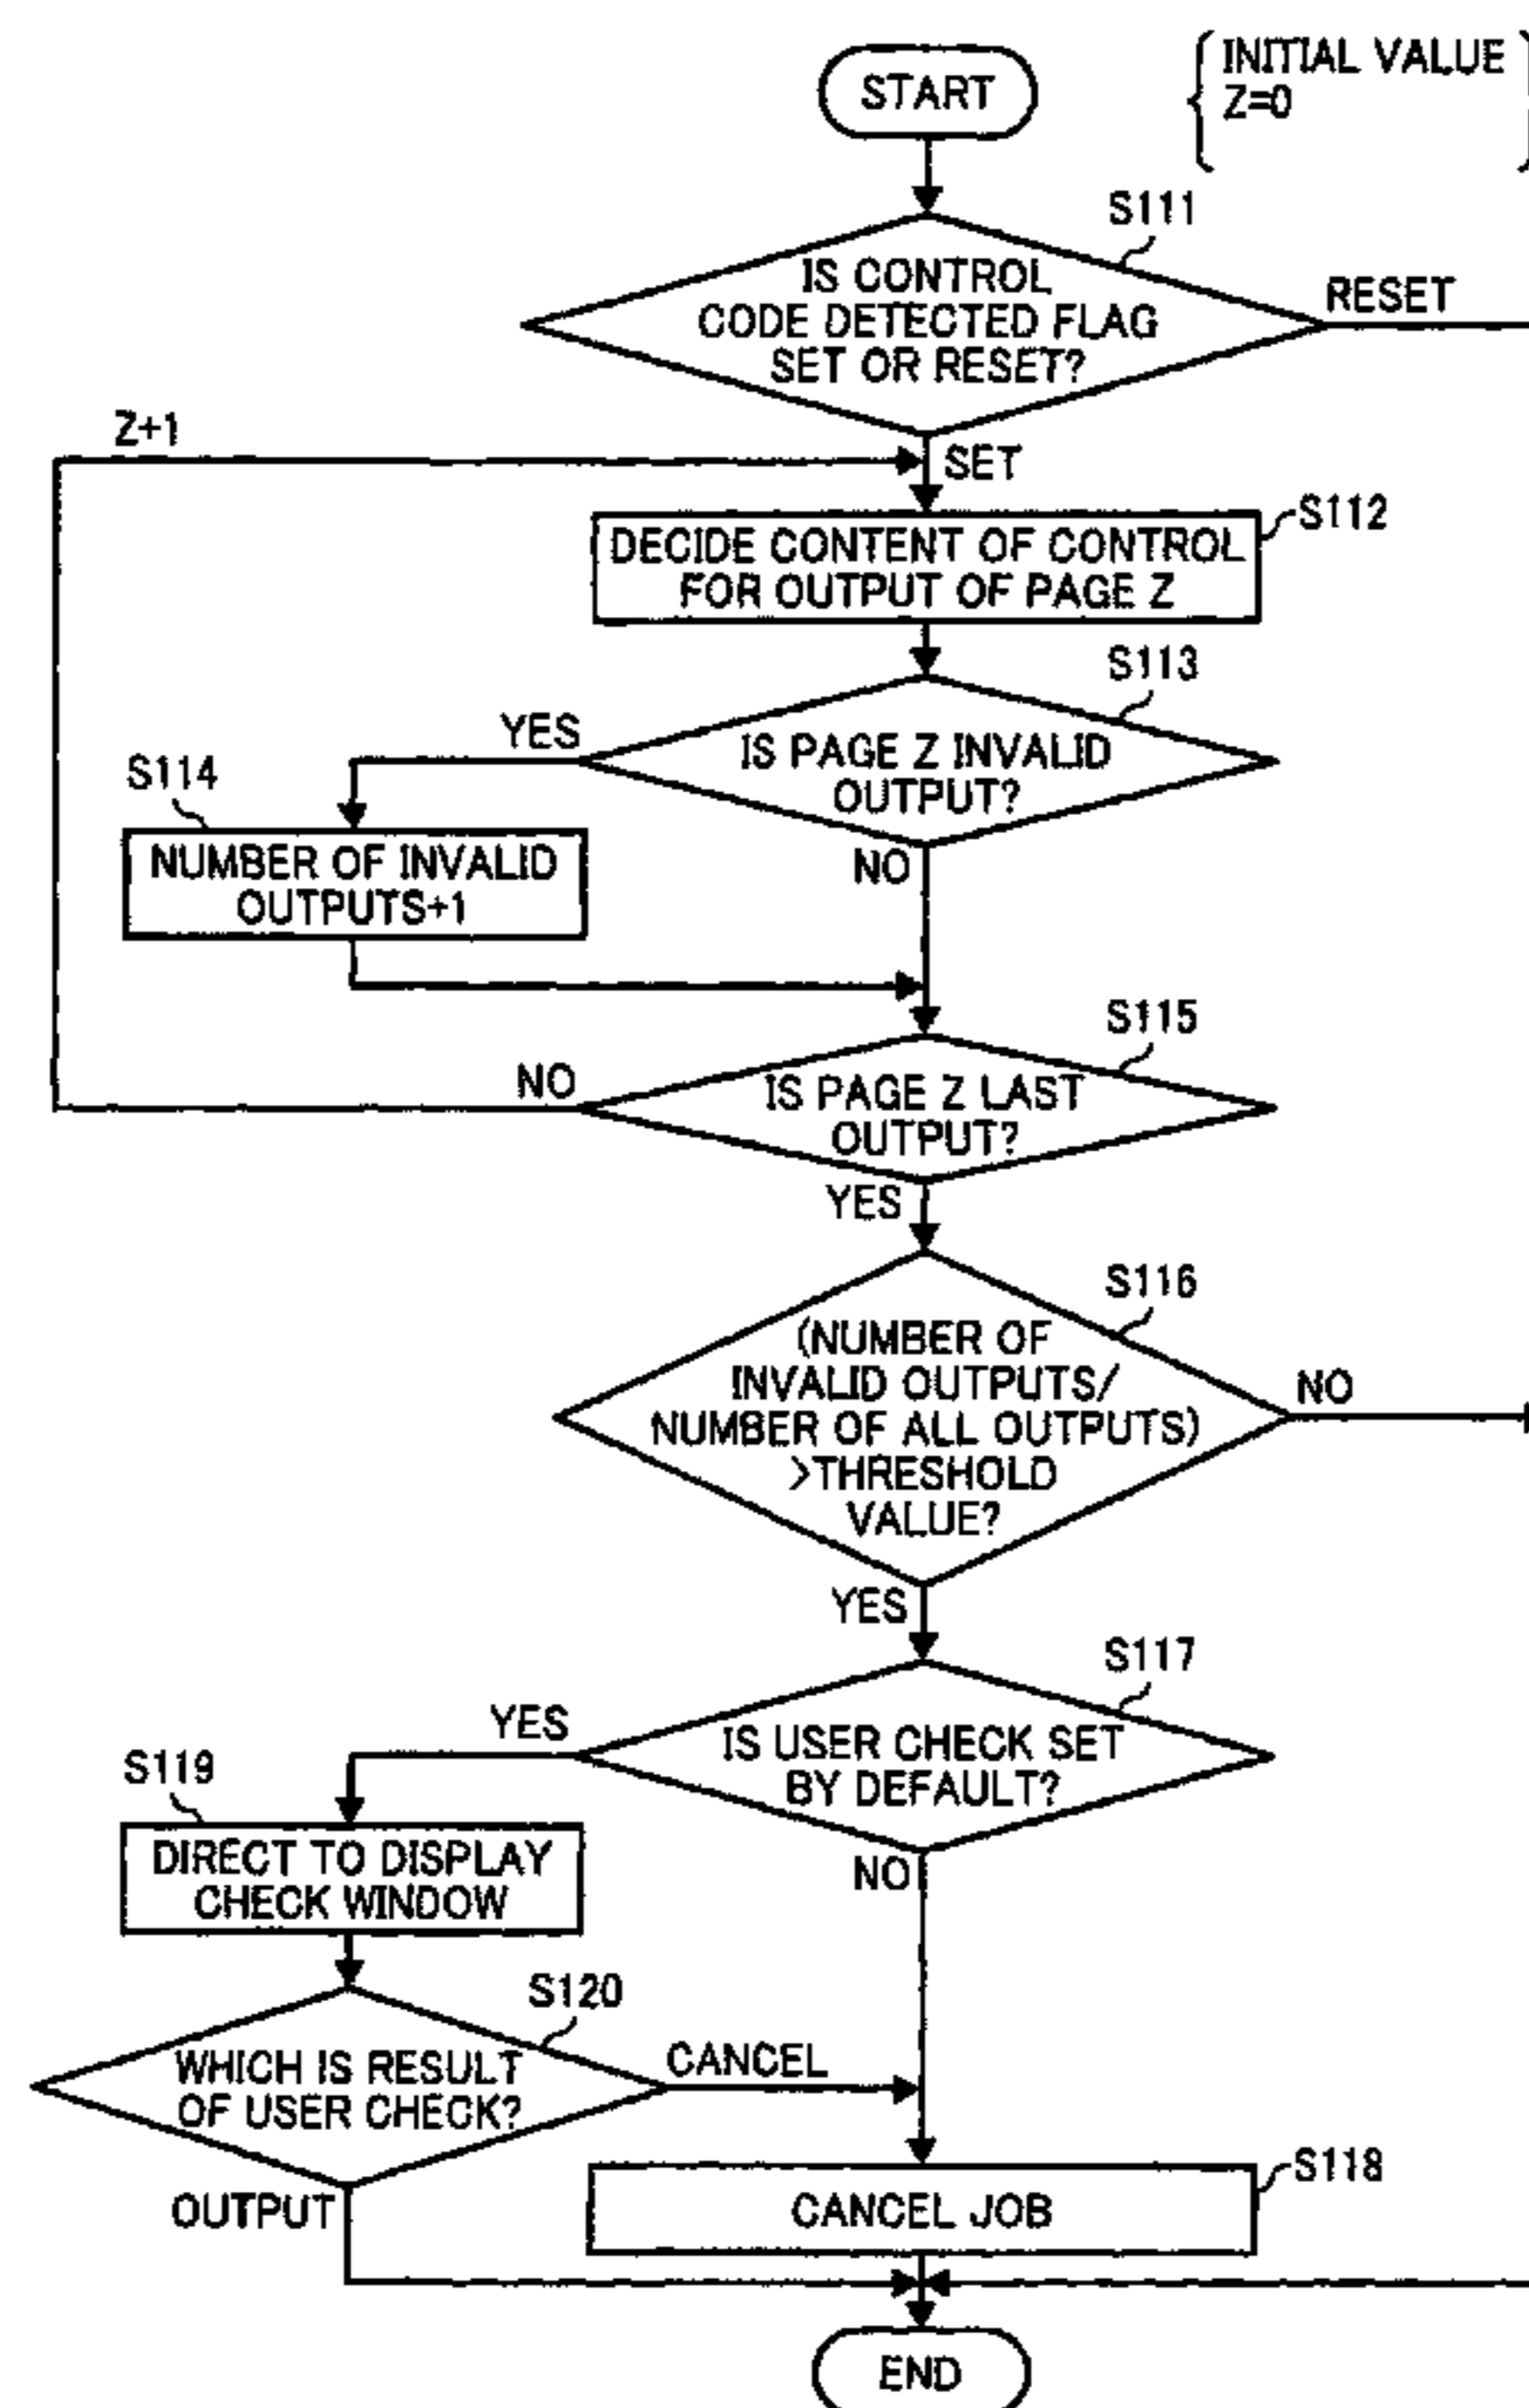 START
INITIAL VALUE
Z=0
S111
IS CONTROL
CODE DETECTED FLAG
SET OR RESET?
RESET
Z+1
SET
S112
DECIDE CONTENT OF CONTROL
FOR OUTPUT OF PAGE Z
S113
YES
IS PAGE Z INVALID
OUTPUT?
S114
NUMBER OF INVALID
OUTPUTS+1
NO
S115
NO
IS PAGE Z LAST
OUTPUT?
YES
S116
(NUMBER OF
INVALID OUTPUTS/
NUMBER OF ALL OUTPUTS)
>THRESHOLD
VALUE?
NO
YES
S117
YES
IS USER CHECK SET
BY DEFAULT?
S119
DIRECT TO DISPLAY
CHECK WINDOW
NO
S120
WHICH IS RESULT
OF USER CHECK?
CANCEL
OUTPUT
S118
CANCEL JOB
END